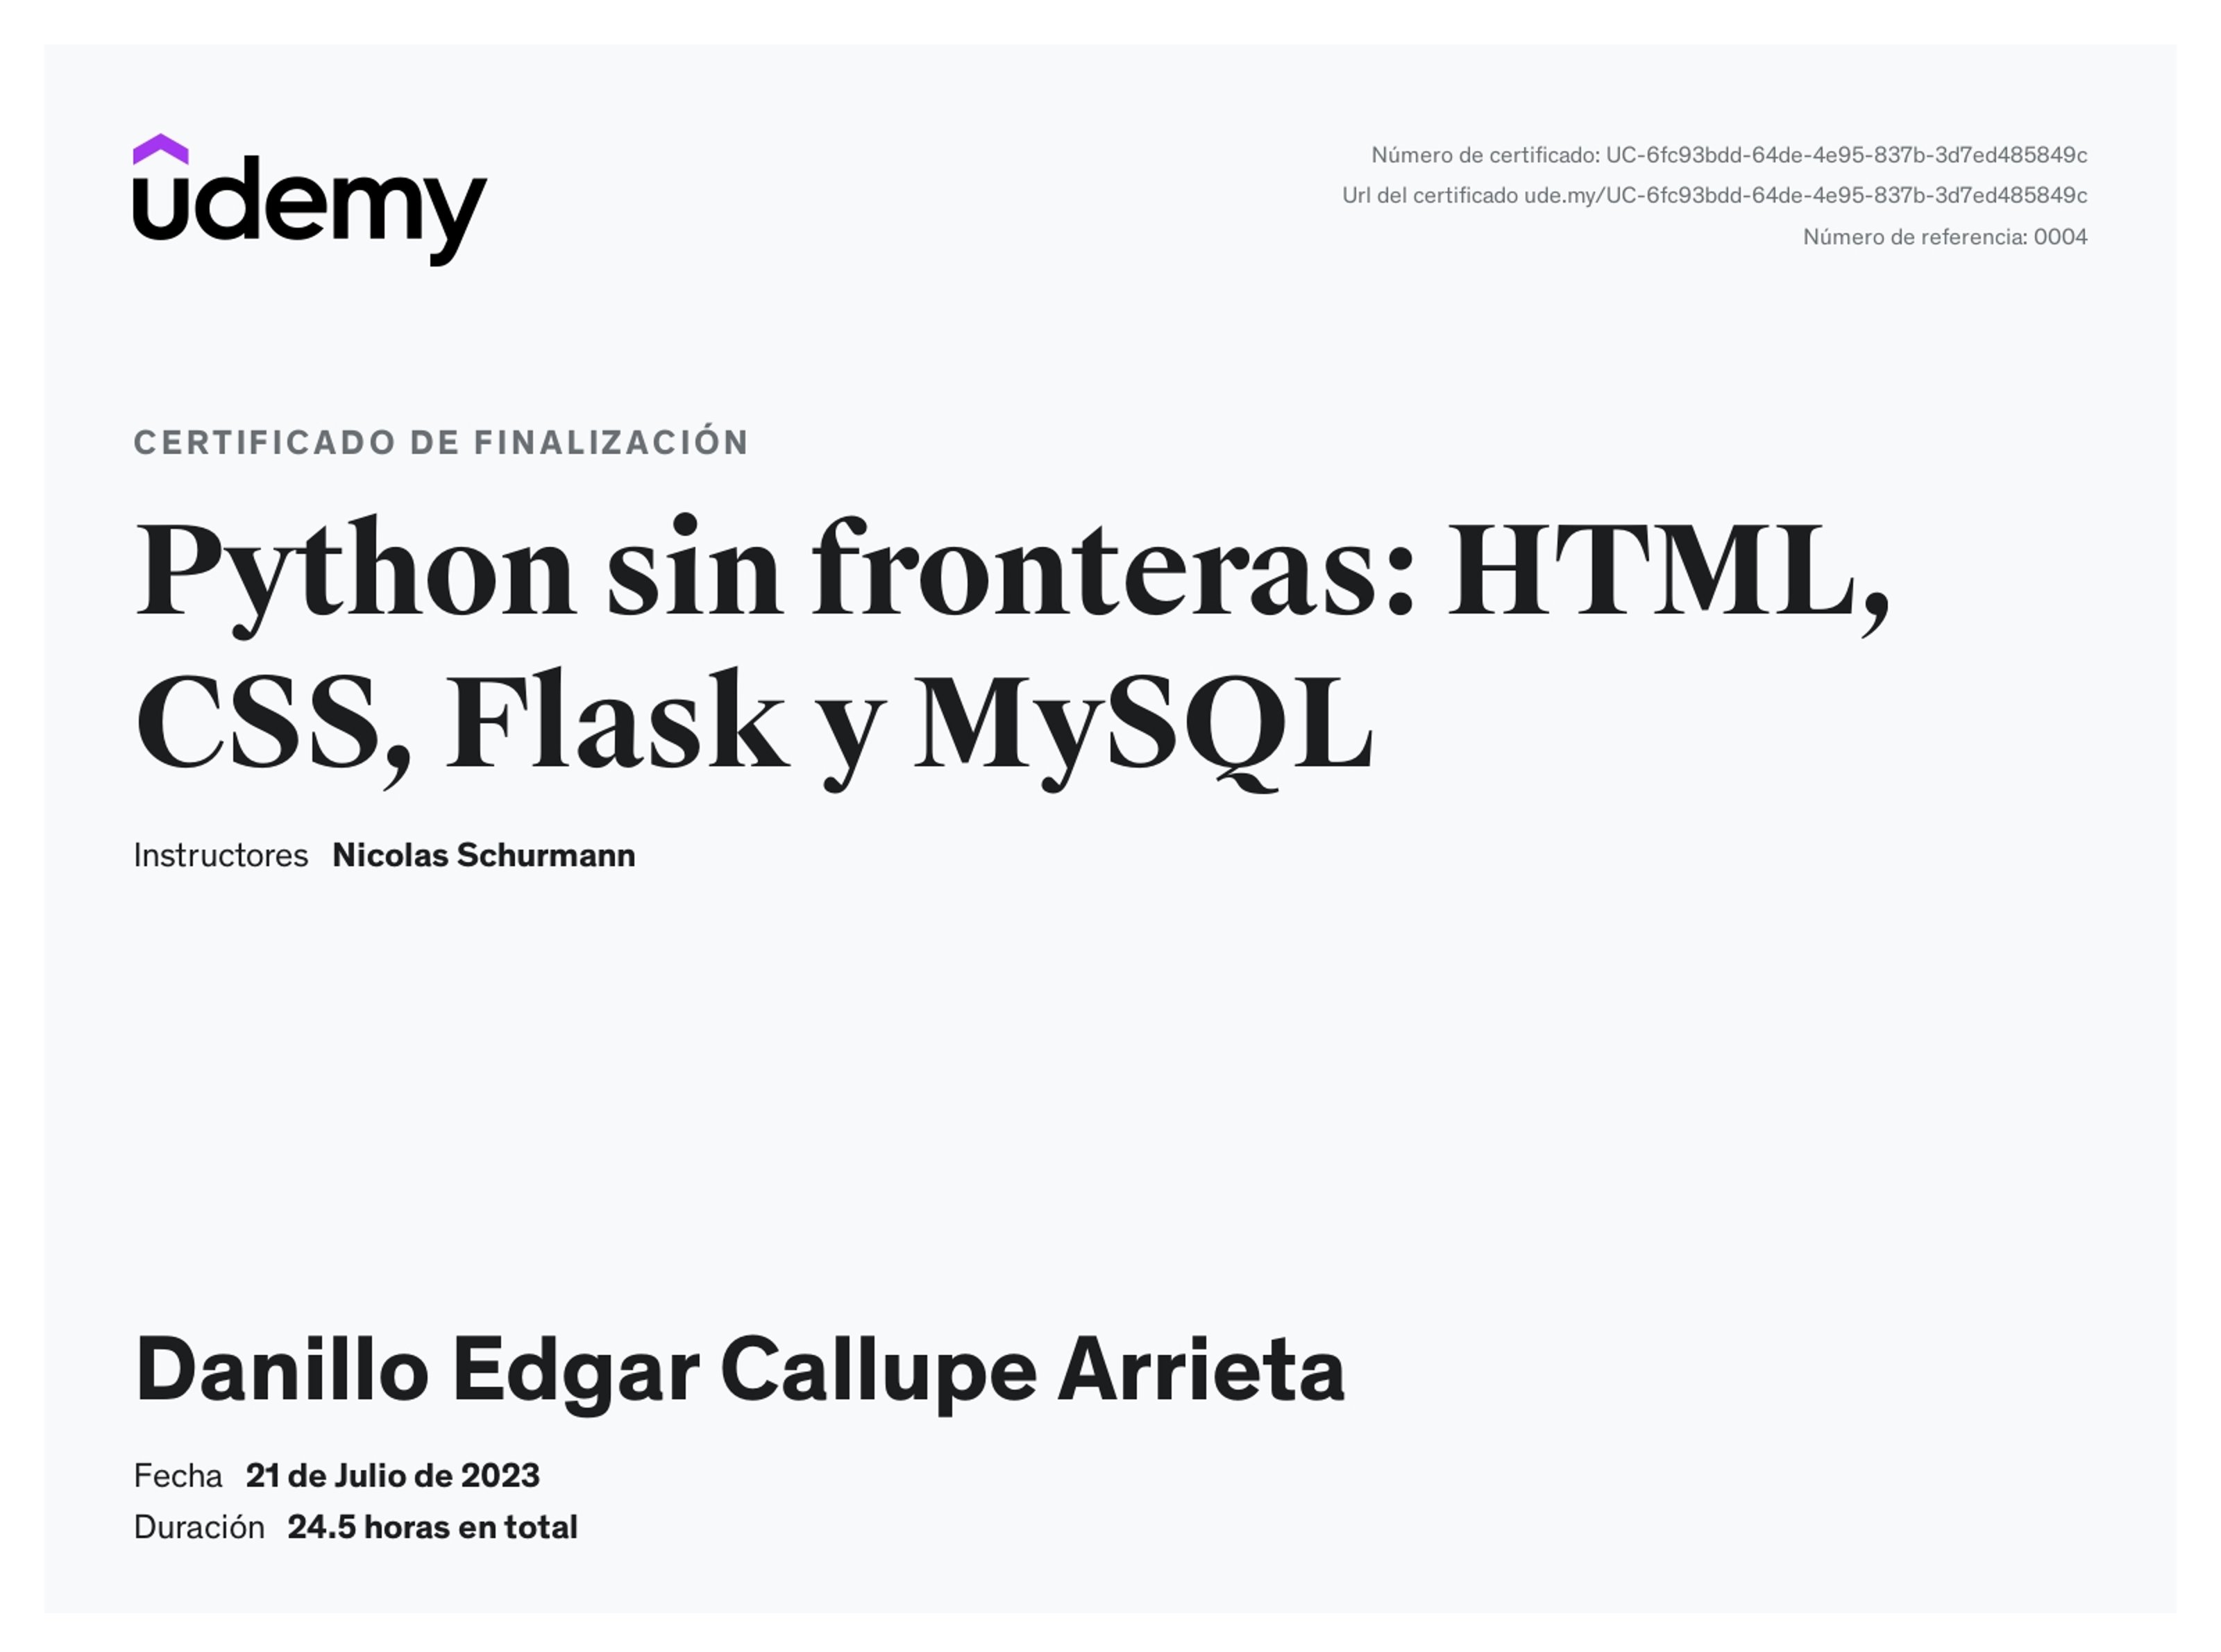 udemy
Número de certificado: UC-6fc93bdd-64de-4e95-837b-3d7ed485849c
Url del certificado ude.my/UC-6fc93bdd-64de-4e95-837b-3d7ed485849c
Número de referencia: 0004
CERTIFICADO DE FINALIZACIÓN
Python sin fronteras: HTML,
CSS, Flask y MySQL
Instructores Nicolas Schurmann
Danillo Edgar Callupe Arrieta
Fecha 21 de Julio de 2023
Duración 24.5 horas en total